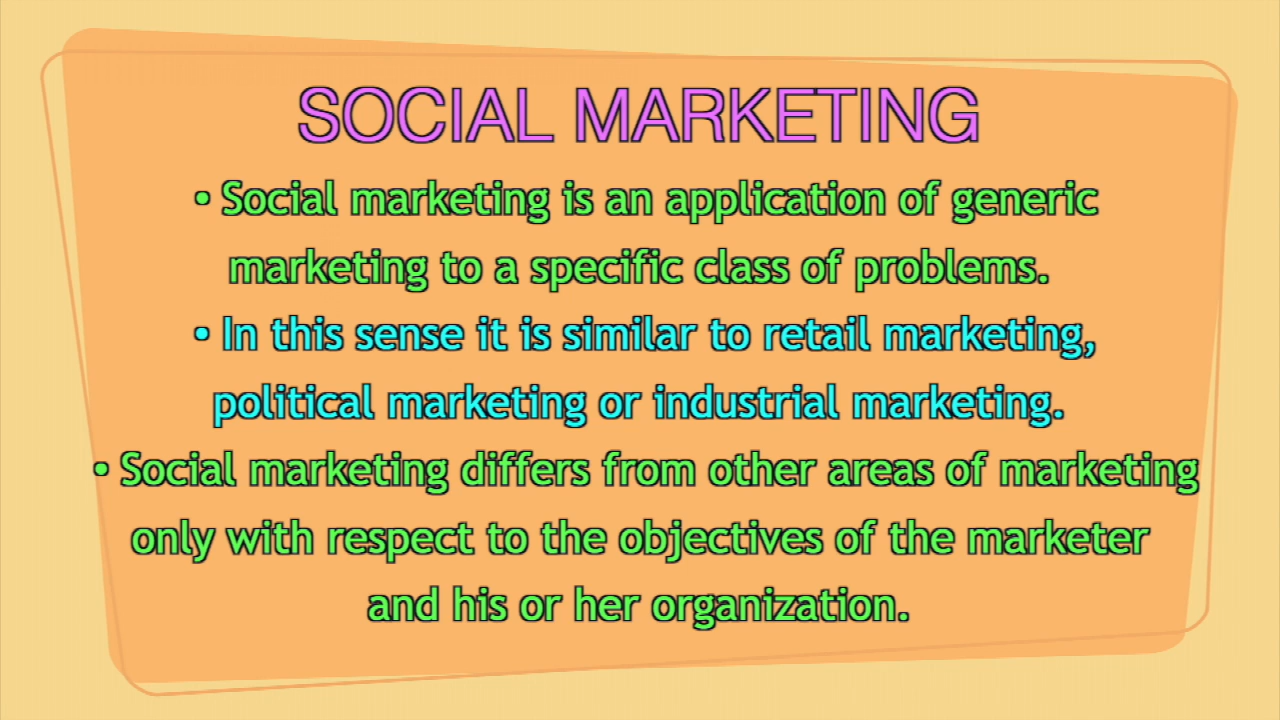 SOCIAL MARKETING
• Social marketing is an application of generic
marketing to a specific class of problems.
• In this sense it is similar to retail marketing,
political marketing or industrial marketing.
• Social marketing differs from other areas of marketing
only with respect to the objectives of the marketer
and his or her organization.